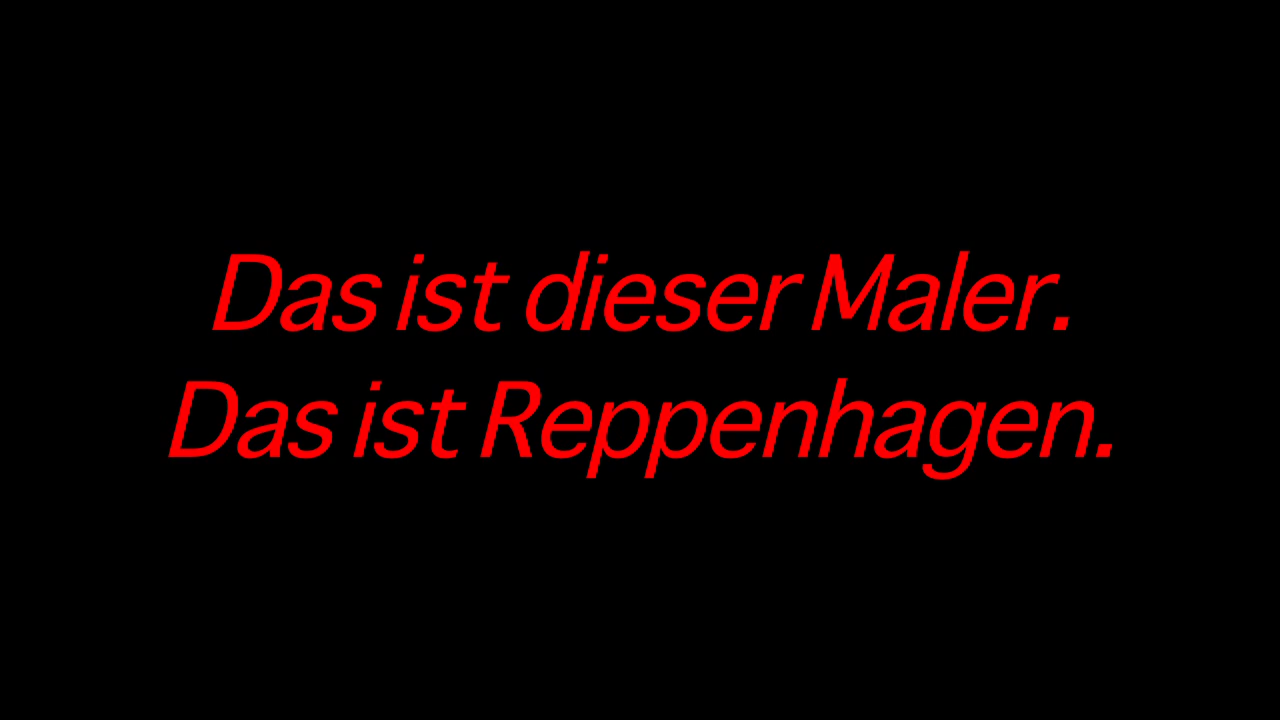 Das ist dieser Maler.
Das ist Reppenhagen.